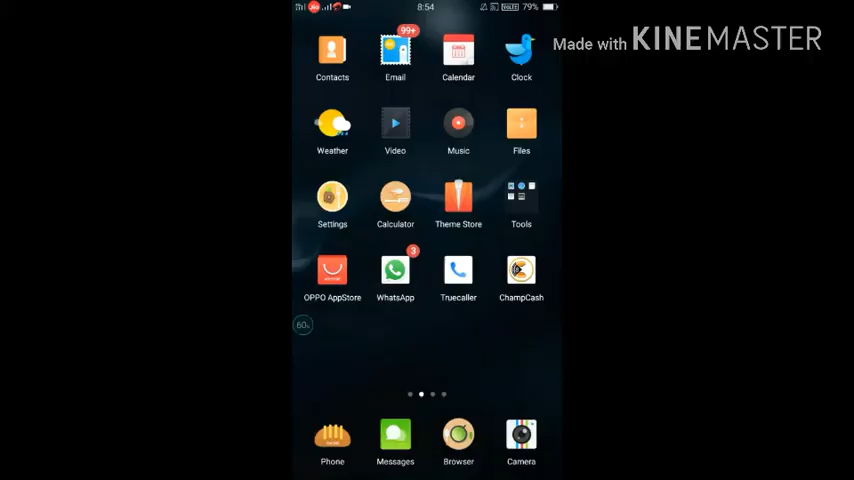 8:54
79%
Made with KINEMASTER
99+
Contacts
Email
Calendar
Clock
Weather
Video
Music
Files
Settings
Calculator
Theme Store
Tools
3
OPPO AppStore
WhatsApp
Truecaller
ChampCash
Phone
Messages
Browser
Camera